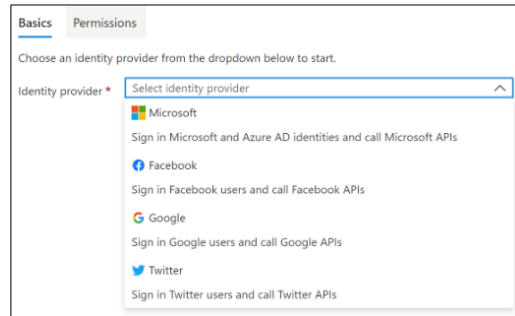 Basics Permissions
Choose an identity provider from the dropdown below to start.
Identity provider * Select identity provider
Microsoft
Sign in Microsoft and Azure AD identities and call Microsoft APIs
Facebook
Sign in Facebook users and call Facebook APIs
Google
Sign in Google users and call Google APIs
Twitter
Sign in Twitter users and call Twitter APIs